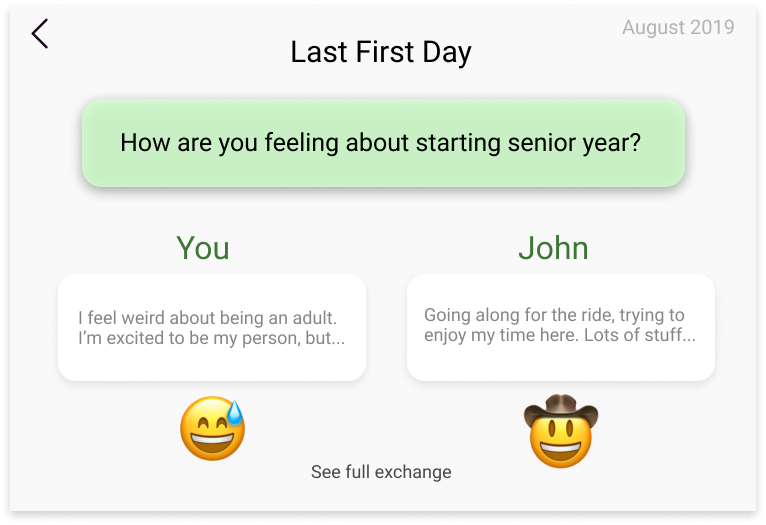 August 2019
Last First Day
How are you feeling about starting senior year?
You
John
I feel weird about being an adult.
I’m excited to be my person, but...
Going along for the ride, trying to
enjoy my time here. Lots of stuff...
See full exchange